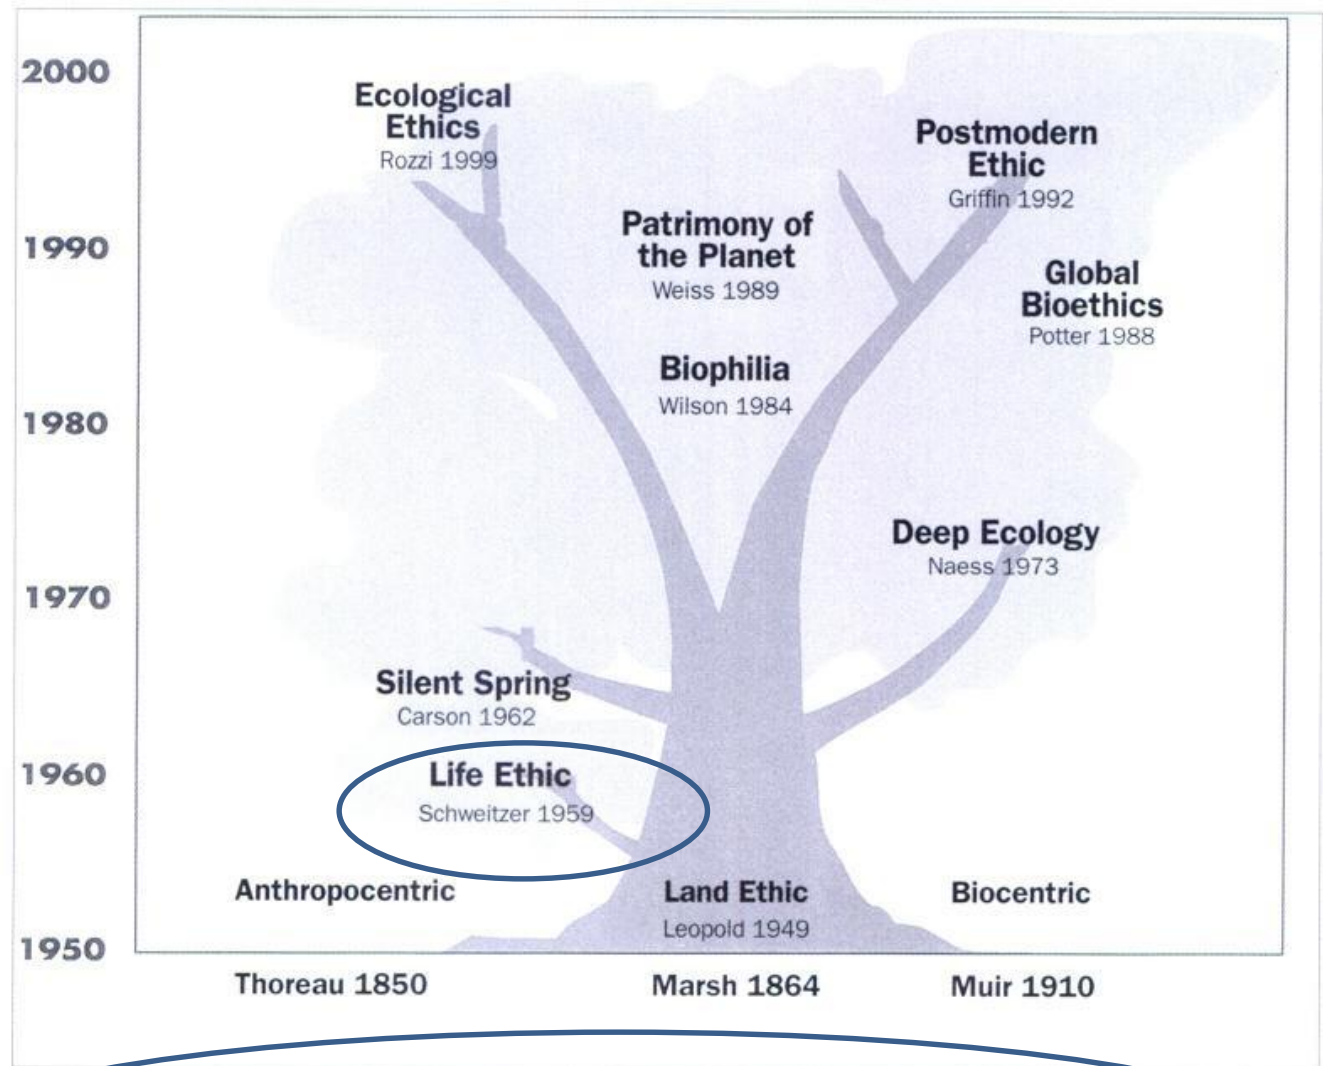 2000
Ecological
Ethics
Rozzi 1999
Postmodern
Ethic
Griffin 1992
1990
Patrimony of
the Planet
Weiss 1989
Global
Bioethics
Potter 1988
Biophilia
Wilson 1984
1980
Deep Ecology
Naess 1973
1970
Silent Spring
Carson 1962
1960
Life Ethic
Schweitzer 1959
Anthropocentric
Land Ethic
Leopold 1949
Biocentric
1950
Thoreau 1850
Marsh 1864
Muir 1910